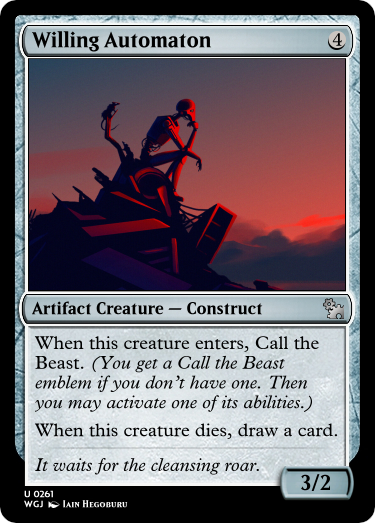 Willing Automaton 4
Artifact Creature — Construct
When this creature enters, Call the
Beast. (You get a Call the Beast
emblem if you don't have one. Then
you may activate one of its abilities.)
When this creature dies, draw a card.
It waits for the cleansing roar.
3/2
U 0261
WGJ Iain Hegoburu